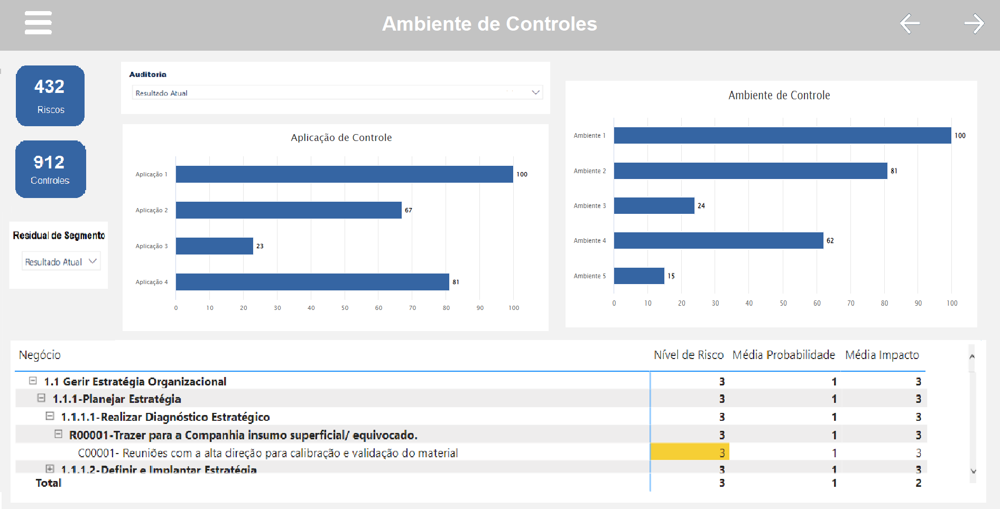 Ambiente de Controles
432
Riscos
912
Controles
Residual de Segmento
Resultado Atual
Auditoria
Resultado Atual
Aplicação de Controle
Aplicação 1
100
Aplicação 2
67
Aplicação 3
23
Aplicação 4
81
0 10 20 30 40 50 60 70 80 90 100
Ambiente de Controle
Ambiente 1
100
Ambiente 2
81
Ambiente 3
24
Ambiente 4
62
Ambiente 5
15
0 10 20 30 40 50 60 70 80 90 100
Negócio Nível de Risco Média Probabilidade Média Impacto
1.1 Gerir Estratégia Organizacional 3 1 3
1.1.1-Planejar Estratégia 3 1 3
1.1.1.1-Realizar Diagnóstico Estratégico 3 1 3
R00001-Trazer para a Companhia insumo superficial/ equivocado. 3 1 3
C00001- Reuniões com a alta direção para calibração e validação do material 3 1 3
1.1.1.2-Definir e Implantar Estratégia 3 1 3
Total 3 1 2